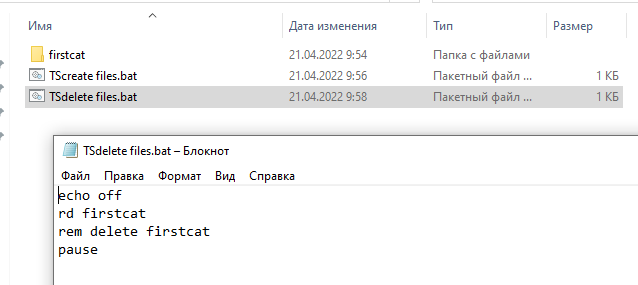 Имя Дата изменения Тип Размер
firstcat 21.04.2022 9:54 Папка с файлами
TScreate files.bat 21.04.2022 9:56 Пакетный файл ... 1 КБ
TSdelete files.bat 21.04.2022 9:58 Пакетный файл ... 1 КБ
TSdelete files.bat – Блокнот
Файл Правка Формат Вид Справка
echo off
rd firstcat
rem delete firstcat
pause